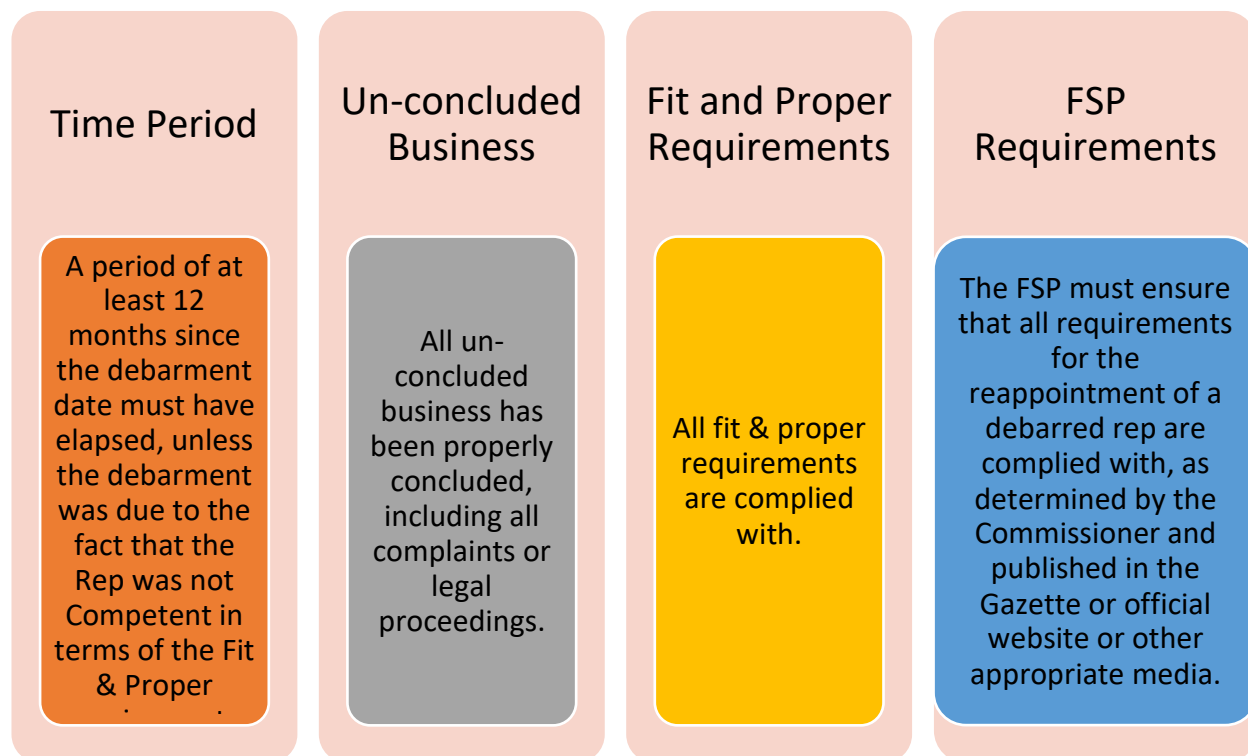 Time Period
A period of at
least 12
months since
the debarment
date must have
elapsed, unless
the debarment
was due to the
fact that the
Rep was not
Competent in
terms of the Fit
& Proper
Un-concluded
Business
All un-
concluded
business has
been properly
concluded,
including all
complaints or
legal
proceedings.
Fit and Proper
Requirements
All fit & proper
requirements
are complied
with.
FSP
Requirements
The FSP must ensure
that all requirements
for the
reappointment of a
debarred rep are
complied with, as
determined by the
Commissioner and
published in the
Gazette or official
website or other
appropriate media.